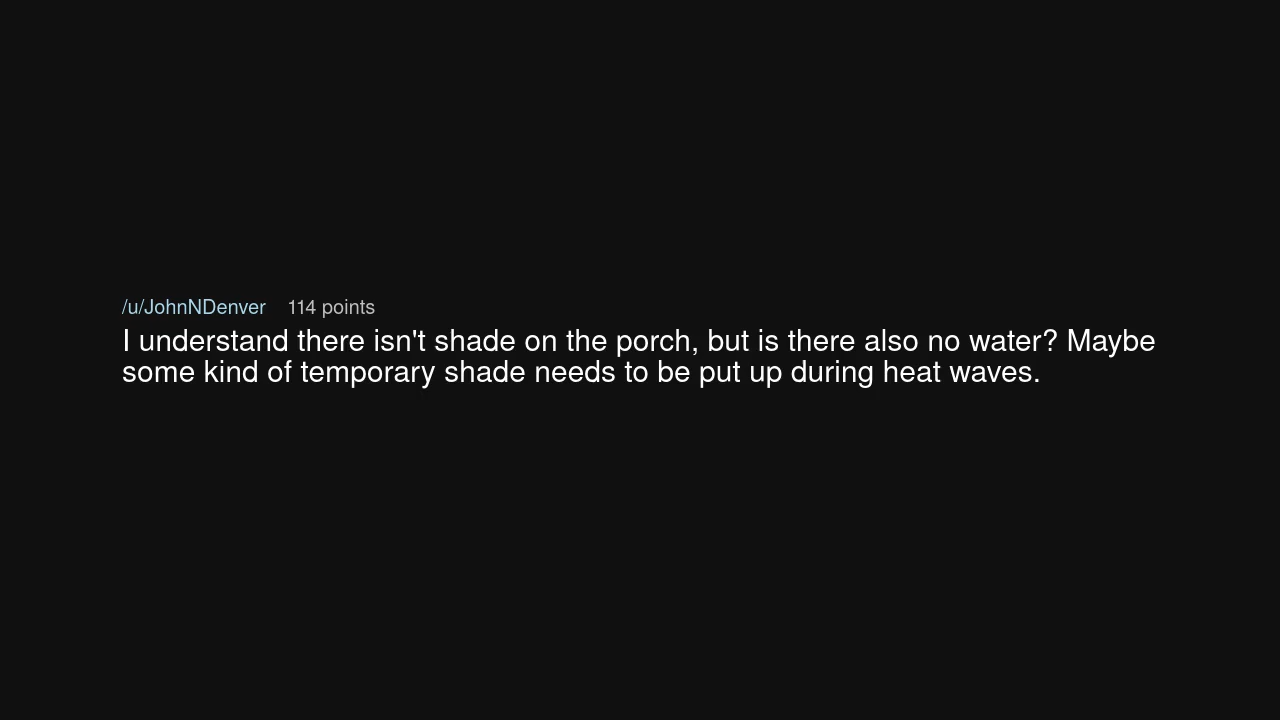 /u/JohnNDenver 114 points
I understand there isn't shade on the porch, but is there also no water? Maybe
some kind of temporary shade needs to be put up during heat waves.